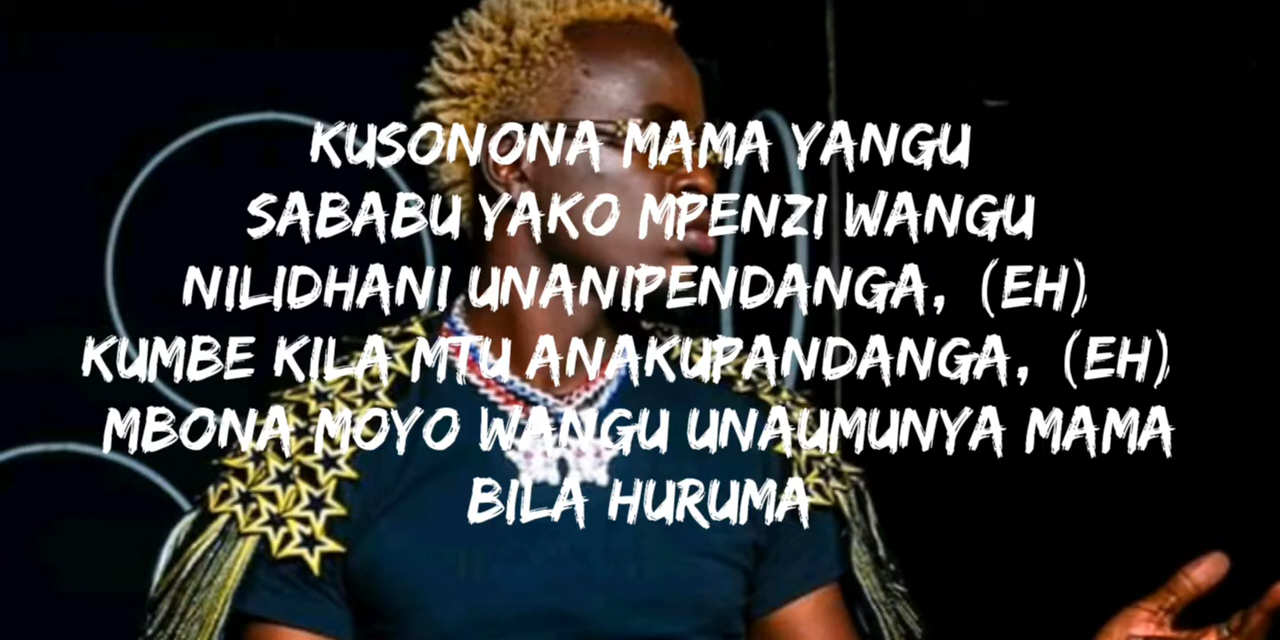 KUSONONA MAMA YANGU
SABABU YAKO MPENZI WANGU
NILIDHANI UNANIPENDANGA, (EH)
KUMBE KILA MTU ANAKUPANDANGA, (EH)
MBONA MOYO WANGU UNAUMUNYA MAMA
BILA HURUMA